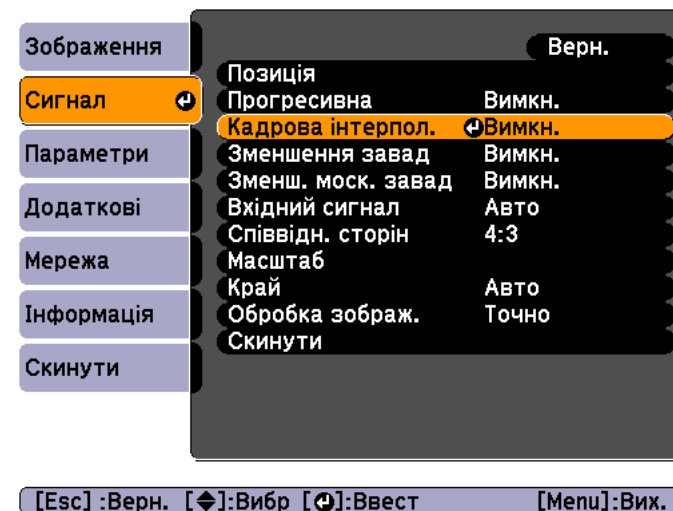 Зображення
Сигнал
Параметри
Додаткові
Мережа
Інформація
Скинути
Верн.
Позиція
Прогресивна Вимкн.
Кадрова інтерпол. Вимкн.
Зменшення завад Вимкн.
Зменш. моск. завад Вимкн.
Вхідний сигнал Авто
Співвідн. сторін 4:3
Масштаб
Край Авто
Обробка зображ. Точно
Скинути
[Esc] :Верн. [◆]:Вибр [⏎]:Ввест [Menu]:Вих.